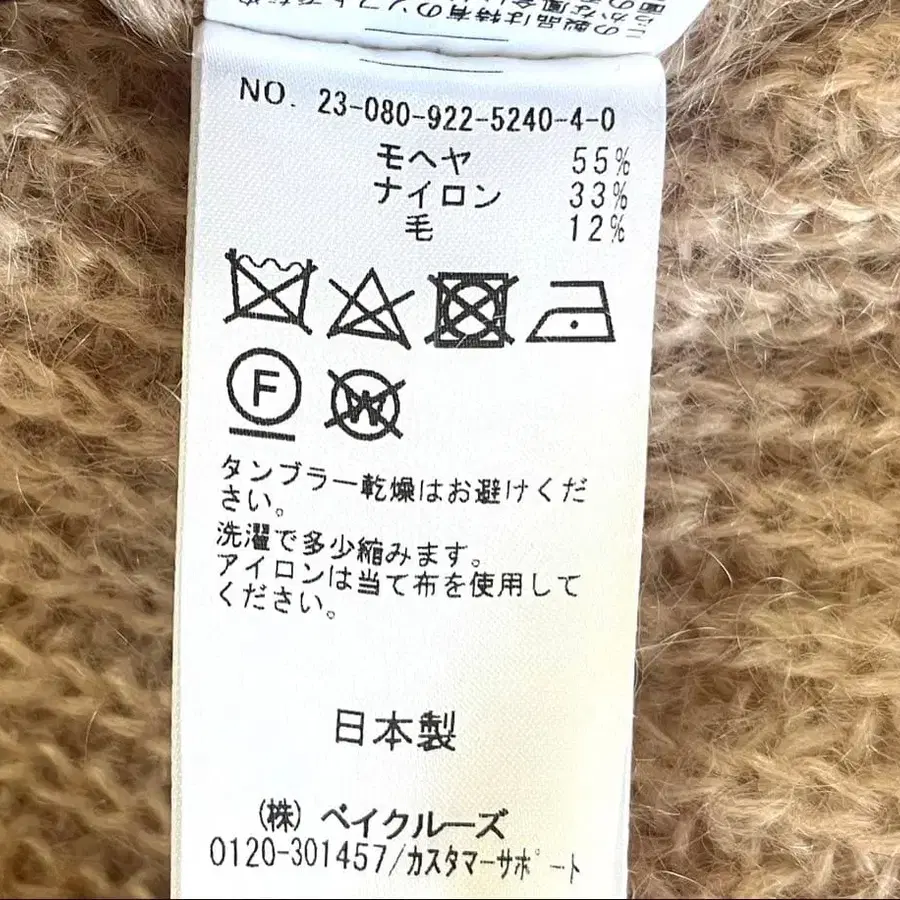 NO. 23-080-922-5240-4-0
モヘヤ 55%
ナイロン 33%
毛 12%
F
W
タンブラー乾燥はお避けくだ
さい。
洗濯で多少縮みます。
アイロンは当て布を使用して
ください。
日本製
(株) ベイクルーズ
0120-301457/カスタマーサポート